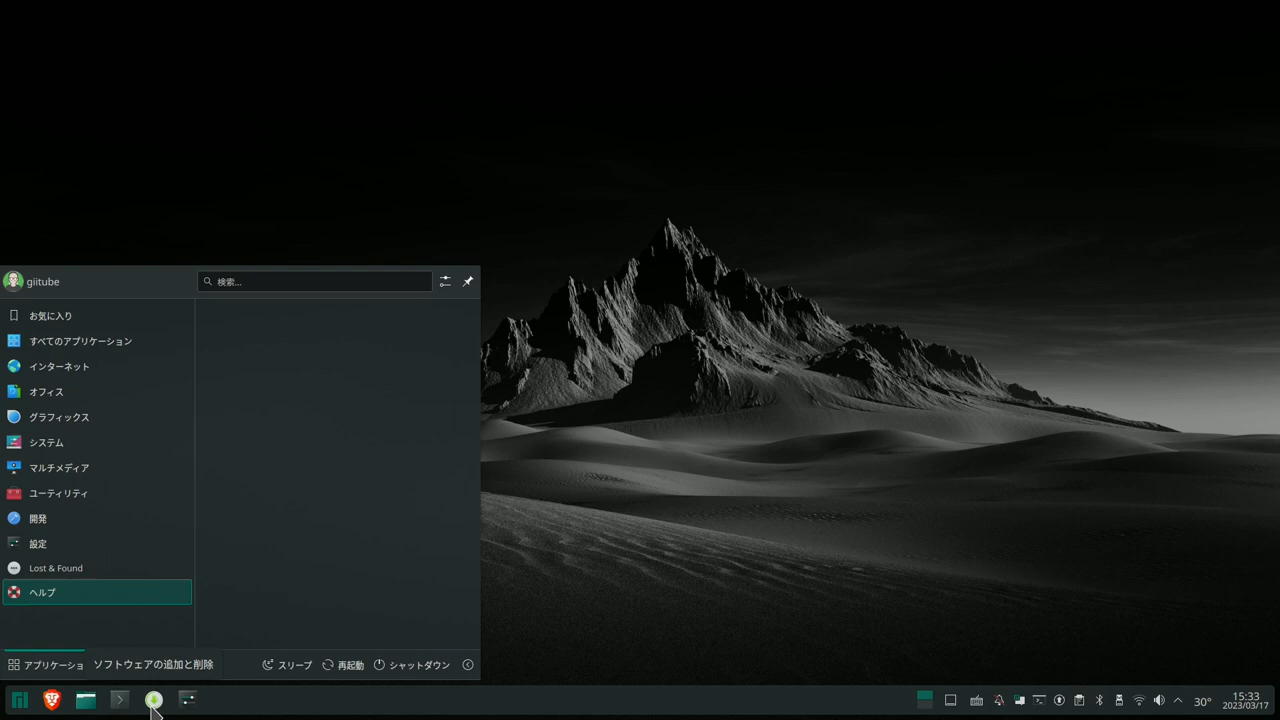 giitube
検索...
お気に入り
すべてのアプリケーション
インターネット
オフィス
グラフィックス
システム
マルチメディア
ユーティリティ
開発
設定
Lost & Found
ヘルプ
アプリケーショ
ソフトウェアの追加と削除
スリープ
再起動
シャットダウン
30°
15:33
2023/03/17